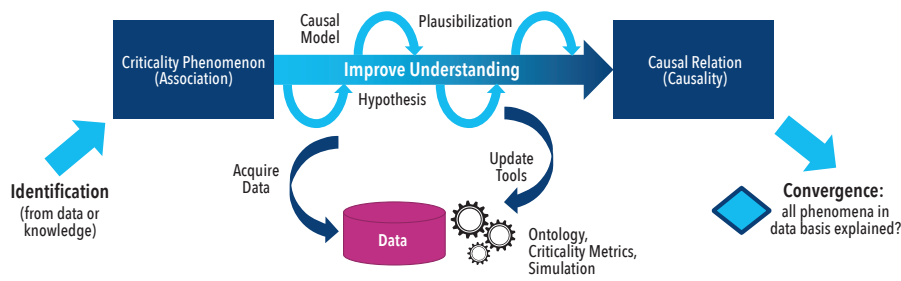 Causal
Model
Plausibilization
Criticality Phenomenon
(Association)
Improve Understanding
Causal Relation
(Causality)
Hypothesis
Acquire
Data
Update
Tools
Identification
(from data or
knowledge)
Convergence:
all phenomena in
data basis explained?
Data
Ontology,
Criticality Metrics,
Simulation